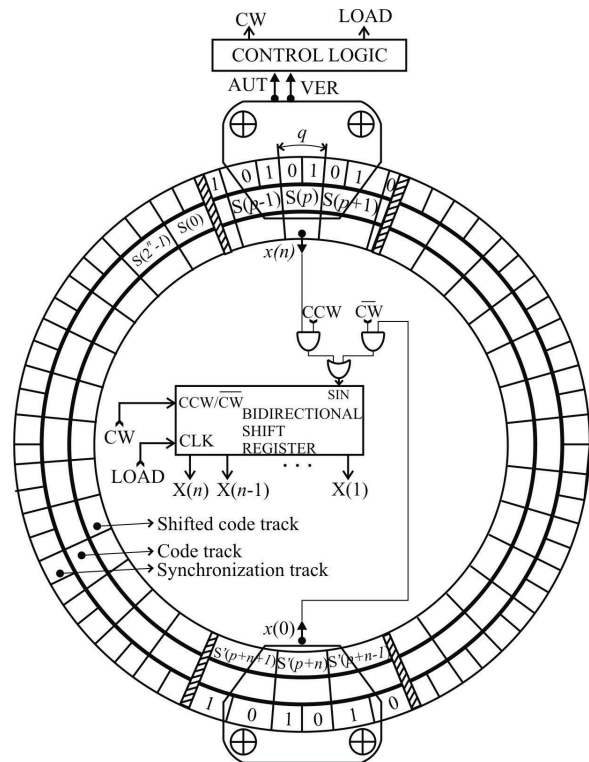 CW LOAD
CONTROL LOGIC
AUT VER
q
1 0 1 0 1 0 1 0
S(2ⁿ-1) S(0) S(p-1) S(p) S(p+1)
x(n)
CCW C̅W̅
SIN
CCW/C̅W̅
BIDIRECTIONAL
SHIFT
REGISTER
CW
CLK
LOAD
X(n) X(n-1) . . . X(1)
Shifted code track
Code track
Synchronization track
x(0)
S'(p+n+1) S'(p+n) S'(p+n-1)
1 0 1 0 1 0